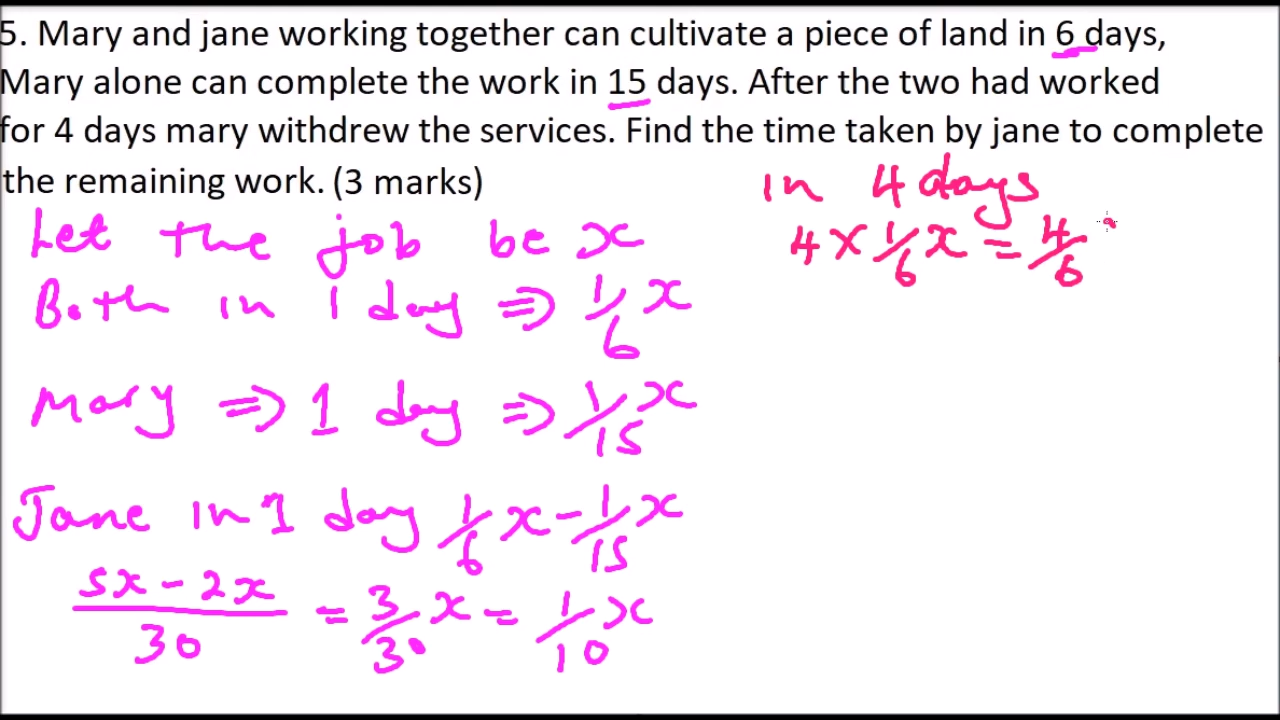 5. Mary and jane working together can cultivate a piece of land in 6 days,
Mary alone can complete the work in 15 days. After the two had worked
for 4 days mary withdrew the services. Find the time taken by jane to complete
the remaining work. (3 marks)
in 4 days
4 × 1/6 x = 4/6
Let the job be x
Both in 1 day ⇒ 1/6 x
Mary ⇒ 1 day ⇒ 1/15 x
Jane in 1 day 1/6 x - 1/15 x
5x - 2x / 30 = 3/30 x = 1/10 x